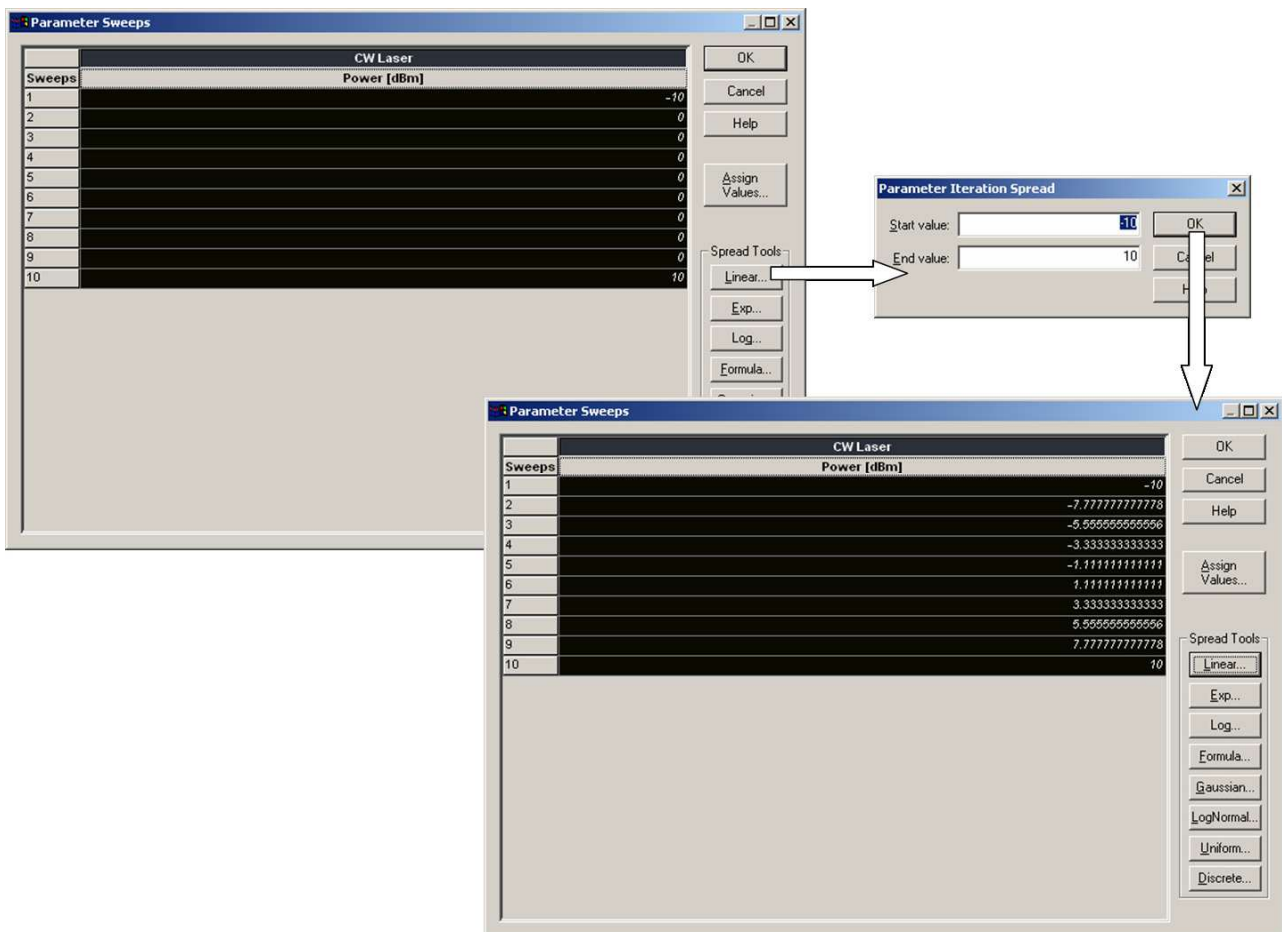 Parameter Sweeps
CW Laser
Sweeps Power [dBm]
1 -10
2 0
3 0
4 0
5 0
6 0
7 0
8 0
9 0
10 10
OK
Cancel
Help
Assign Values...
Spread Tools
Linear...
Exp...
Log...
Formula...
Parameter Iteration Spread
Start value: -10
End value: 10
OK
Parameter Sweeps
CW Laser
Sweeps Power [dBm]
1 -10
2 -7.777777777778
3 -5.555555555556
4 -3.333333333333
5 -1.111111111111
6 1.111111111111
7 3.333333333333
8 5.555555555556
9 7.777777777778
10 10
OK
Cancel
Help
Assign Values...
Spread Tools
Linear...
Exp...
Log...
Formula...
Gaussian...
LogNormal...
Uniform...
Discrete...